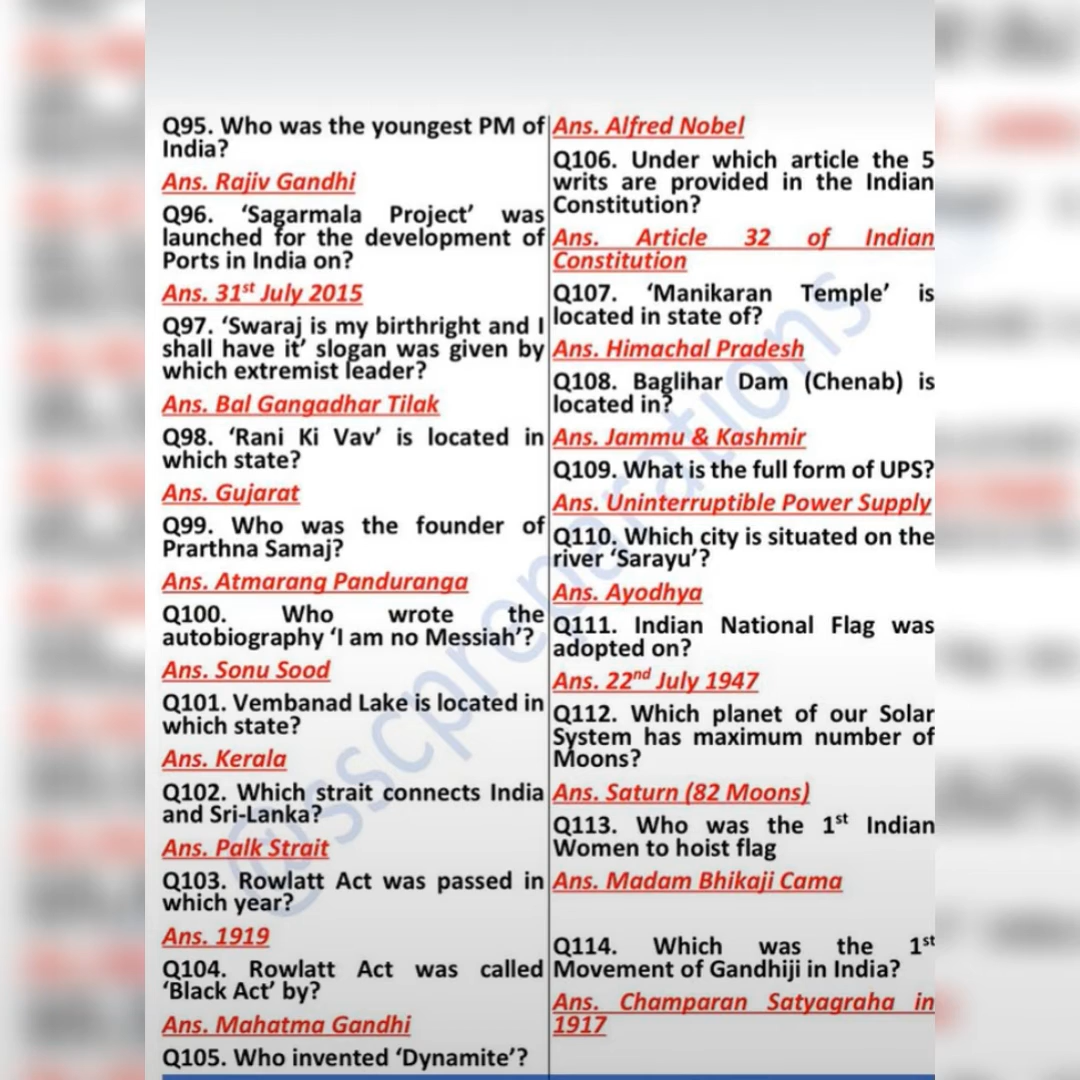 Q95. Who was the youngest PM of
India?
Ans. Rajiv Gandhi
Q96. ‘Sagarmala Project’ was
launched for the development of
Ports in India on?
Ans. 31st July 2015
Q97. ‘Swaraj is my birthright and I
shall have it’ slogan was given by
which extremist leader?
Ans. Bal Gangadhar Tilak
Q98. ‘Rani Ki Vav’ is located in
which state?
Ans. Gujarat
Q99. Who was the founder of
Prarthna Samaj?
Ans. Atmarang Panduranga
Q100. Who wrote the
autobiography ‘I am no Messiah’?
Ans. Sonu Sood
Q101. Vembanad Lake is located in
which state?
Ans. Kerala
Q102. Which strait connects India
and Sri-Lanka?
Ans. Palk Strait
Q103. Rowlatt Act was passed in
which year?
Ans. 1919
Q104. Rowlatt Act was called
‘Black Act’ by?
Ans. Mahatma Gandhi
Q105. Who invented ‘Dynamite’?
Ans. Alfred Nobel
Q106. Under which article the 5
writs are provided in the Indian
Constitution?
Ans. Article 32 of Indian
Constitution
Q107. ‘Manikaran Temple’ is
located in state of?
Ans. Himachal Pradesh
Q108. Baglihar Dam (Chenab) is
located in?
Ans. Jammu & Kashmir
Q109. What is the full form of UPS?
Ans. Uninterruptible Power Supply
Q110. Which city is situated on the
river ‘Sarayu’?
Ans. Ayodhya
Q111. Indian National Flag was
adopted on?
Ans. 22nd July 1947
Q112. Which planet of our Solar
System has maximum number of
Moons?
Ans. Saturn (82 Moons)
Q113. Who was the 1st Indian
Women to hoist flag
Ans. Madam Bhikaji Cama
Q114. Which was the 1st
Movement of Gandhiji in India?
Ans. Champaran Satyagraha in
1917
@sscpreparations